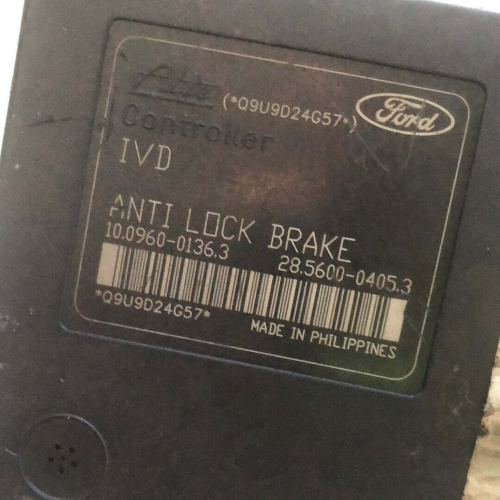 Ate (*Q9U9D24G57*) Ford
Controller
IVD
ANTI LOCK BRAKE
10.0960-0136.3 28.5600-0405.3
*Q9U9D24G57*
MADE IN PHILIPPINES